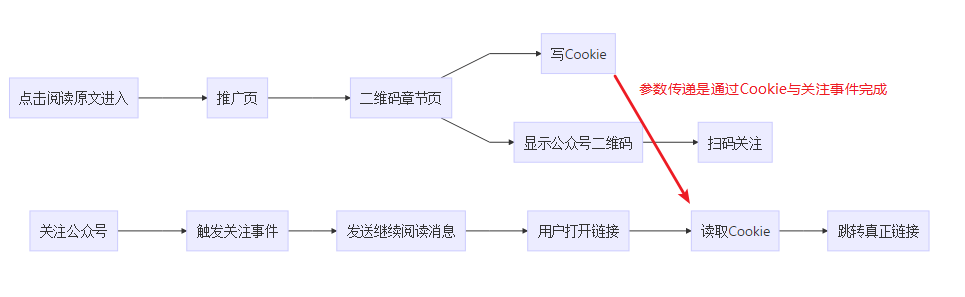 点击阅读原文进入
推广页
二维码章节页
写Cookie
参数传递是通过Cookie与关注事件完成
显示公众号二维码
扫码关注
关注公众号
触发关注事件
发送继续阅读消息
用户打开链接
读取Cookie
跳转真正链接